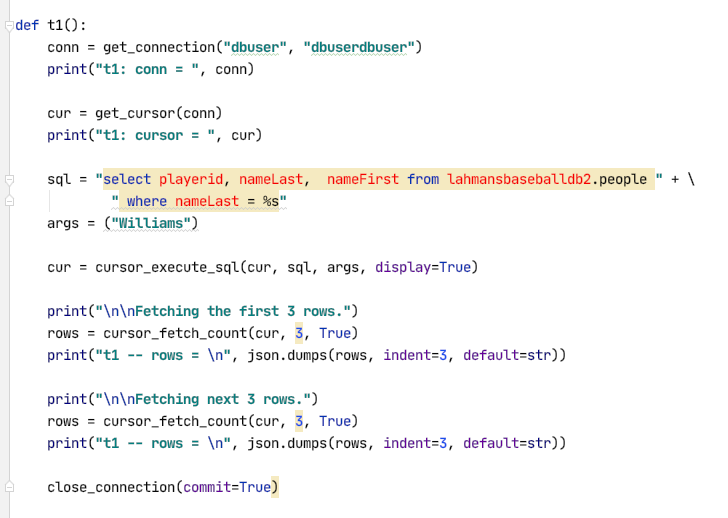 def t1():
    conn = get_connection("dbuser", "dbuserdbuser")
    print("t1: conn = ", conn)

    cur = get_cursor(conn)
    print("t1: cursor = ", cur)

    sql = "select playerid, nameLast,  nameFirst from lahmansbaseballdb2.people " + \
            " where nameLast = %s"
    args = ("Williams")

    cur = cursor_execute_sql(cur, sql, args, display=True)

    print("\n\nFetching the first 3 rows.")
    rows = cursor_fetch_count(cur, 3, True)
    print("t1 -- rows = \n", json.dumps(rows, indent=3, default=str))

    print("\n\nFetching next 3 rows.")
    rows = cursor_fetch_count(cur, 3, True)
    print("t1 -- rows = \n", json.dumps(rows, indent=3, default=str))

    close_connection(commit=True)